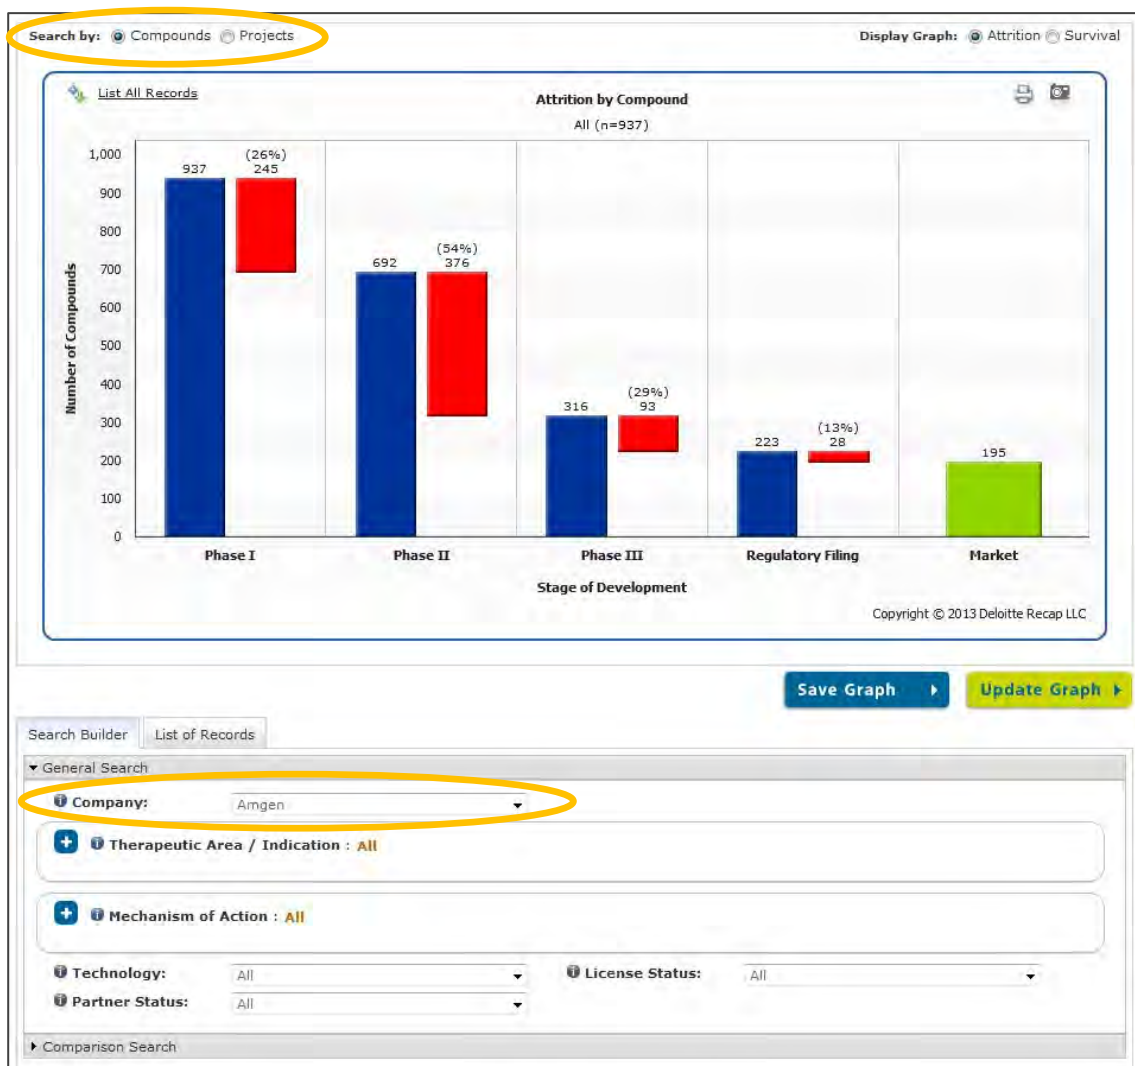 Search by: Compounds Projects Display Graph: Attrition Survival
List All Records
Attrition by Compound
All (n=937)
1,000
900
800
700
600
500
400
300
200
100
0
Number of Compounds
937
(26%)
245
692
(54%)
376
316
(29%)
93
223
(13%)
28
195
Phase I Phase II Phase III Regulatory Filing Market
Stage of Development
Copyright © 2013 Deloitte Recap LLC
Save Graph Update Graph
Search Builder List of Records
General Search
Company: Amgen
Therapeutic Area / Indication : All
Mechanism of Action : All
Technology: All License Status: All
Partner Status: All
Comparison Search